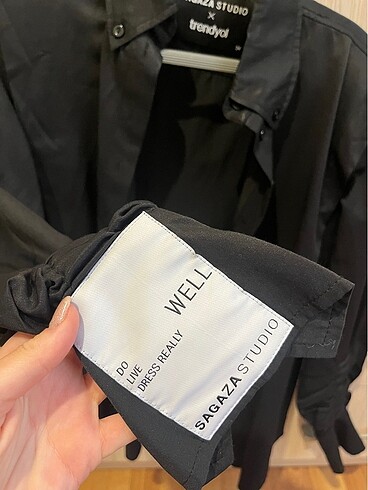 SAGAZA STUDIO
×
trendyol
DO
LIVE
DRESS REALLY
WELL
SAGAZA STUDIO